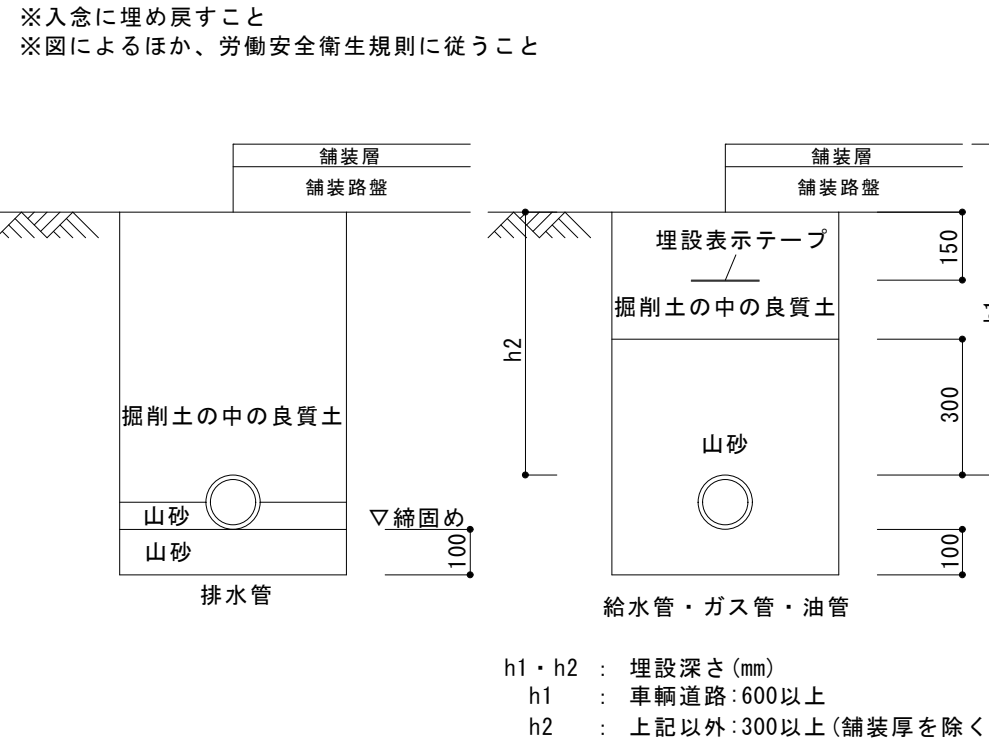 ※入念に埋め戻すこと
※図によるほか、労働安全衛生規則に従うこと
舗装層
舗装路盤
掘削土の中の良質土
山砂
山砂
▽締固め
100
排水管
舗装層
舗装路盤
埋設表示テープ
掘削土の中の良質土
山砂
h2
150
300
100
給水管・ガス管・油管
h1・h2 : 埋設深さ(mm)
h1 : 車輌道路:600以上
h2 : 上記以外:300以上(舗装厚を除く